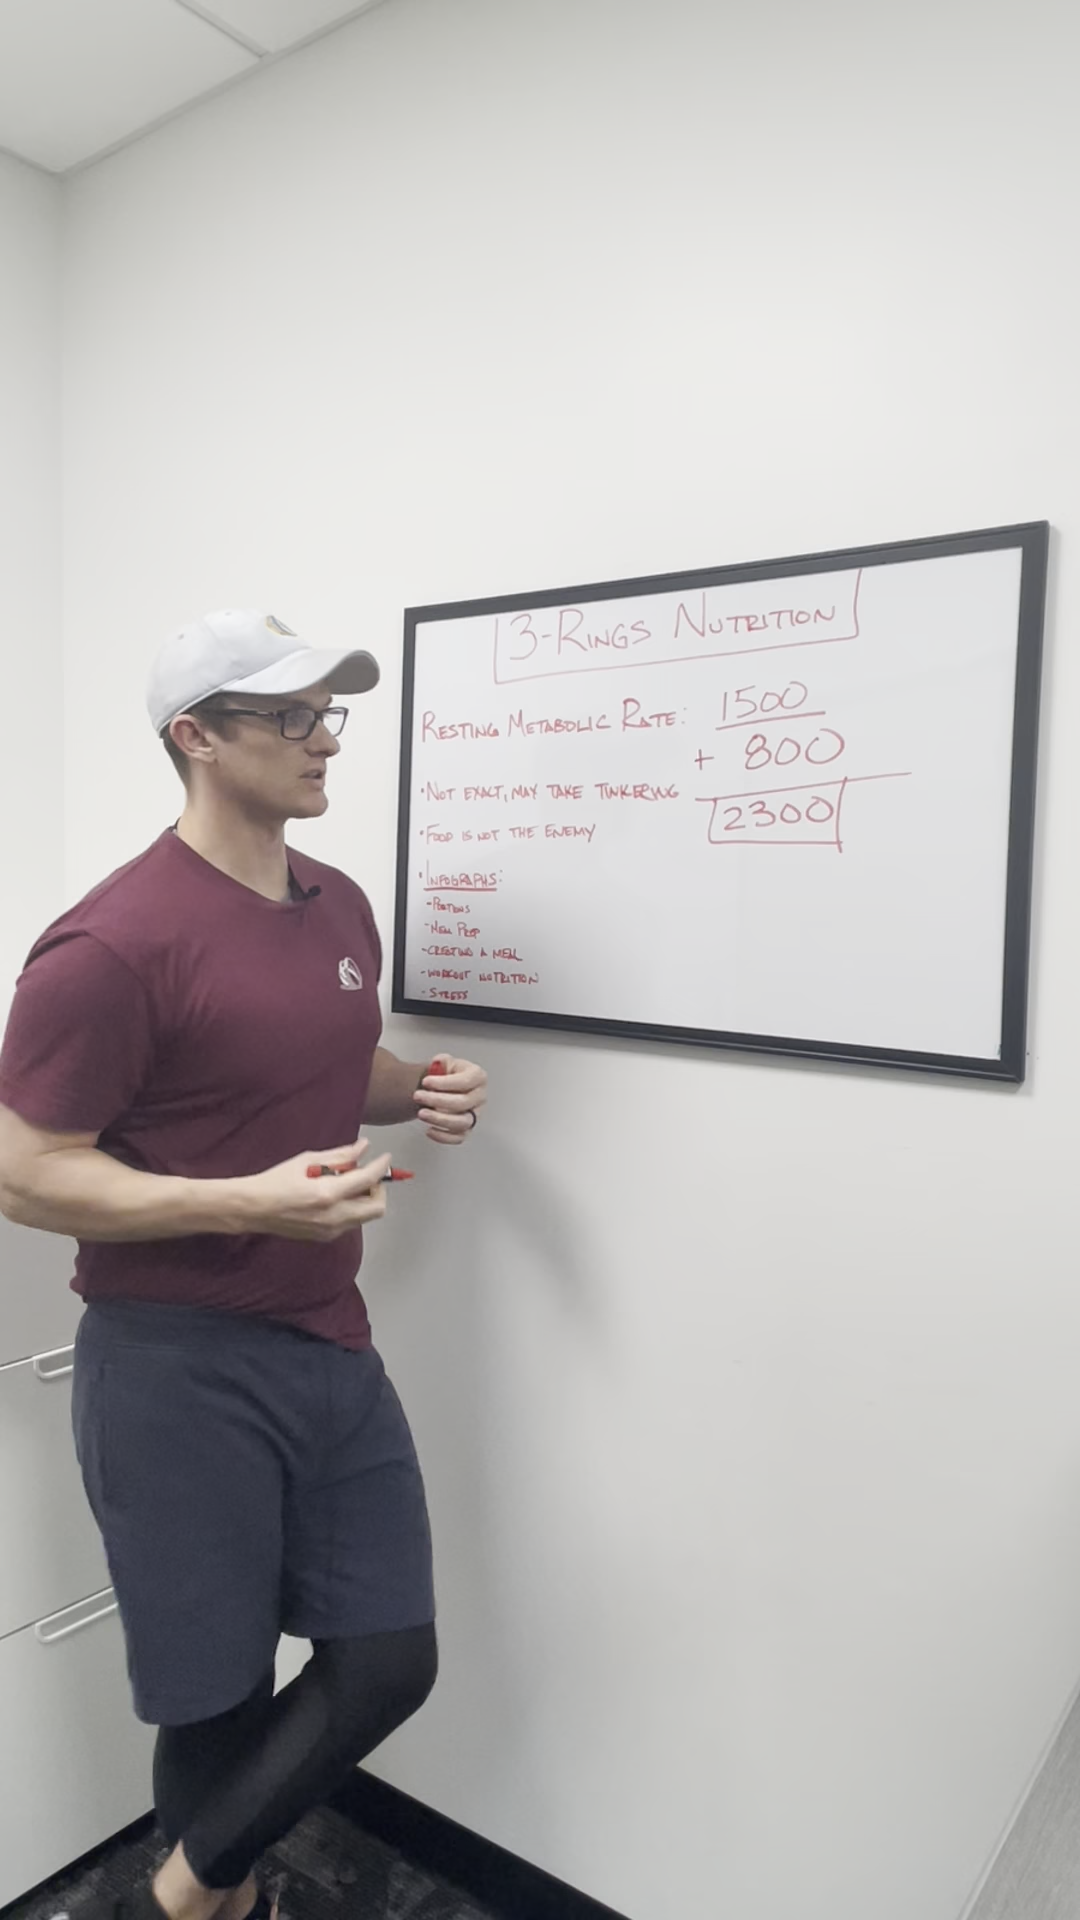 3-RINGS NUTRITION
RESTING METABOLIC RATE: 1500
+ 800
2300
• NOT EXACT, MAY TAKE TINKERING
• FOOD IS NOT THE ENEMY
• INFOGRAPHS:
- PORTIONS
- MEAL PREP
- CREATING A MEAL
- WORKOUT NUTRITION
- STRESS